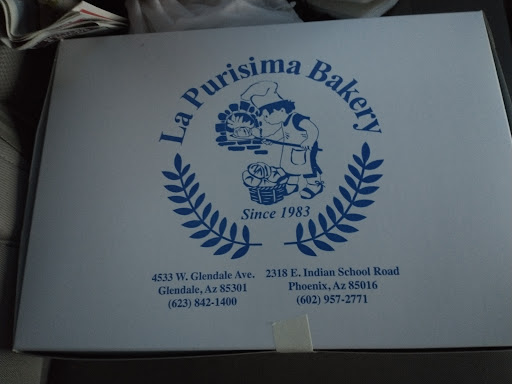 La Purisima Bakery
Since 1983
4533 W. Glendale Ave.
Glendale, Az 85301
(623) 842-1400
2318 E. Indian School Road
Phoenix, Az 85016
(602) 957-2771